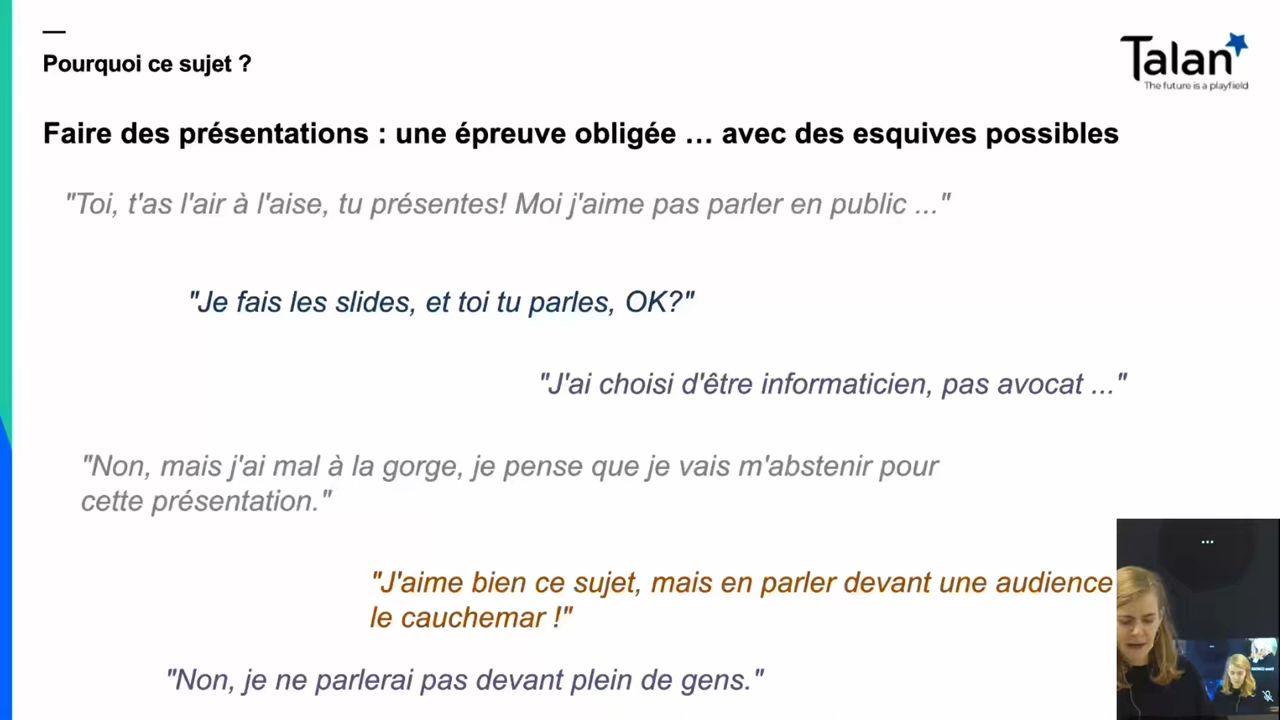 Pourquoi ce sujet ?
Talan
The future is a playfield
Faire des présentations : une épreuve obligée … avec des esquives possibles
"Toi, t'as l'air à l'aise, tu présentes! Moi j'aime pas parler en public ..."
"Je fais les slides, et toi tu parles, OK?"
"J'ai choisi d'être informaticien, pas avocat ..."
"Non, mais j'ai mal à la gorge, je pense que je vais m'abstenir pour
cette présentation."
"J'aime bien ce sujet, mais en parler devant une audience
le cauchemar !"
"Non, je ne parlerai pas devant plein de gens."